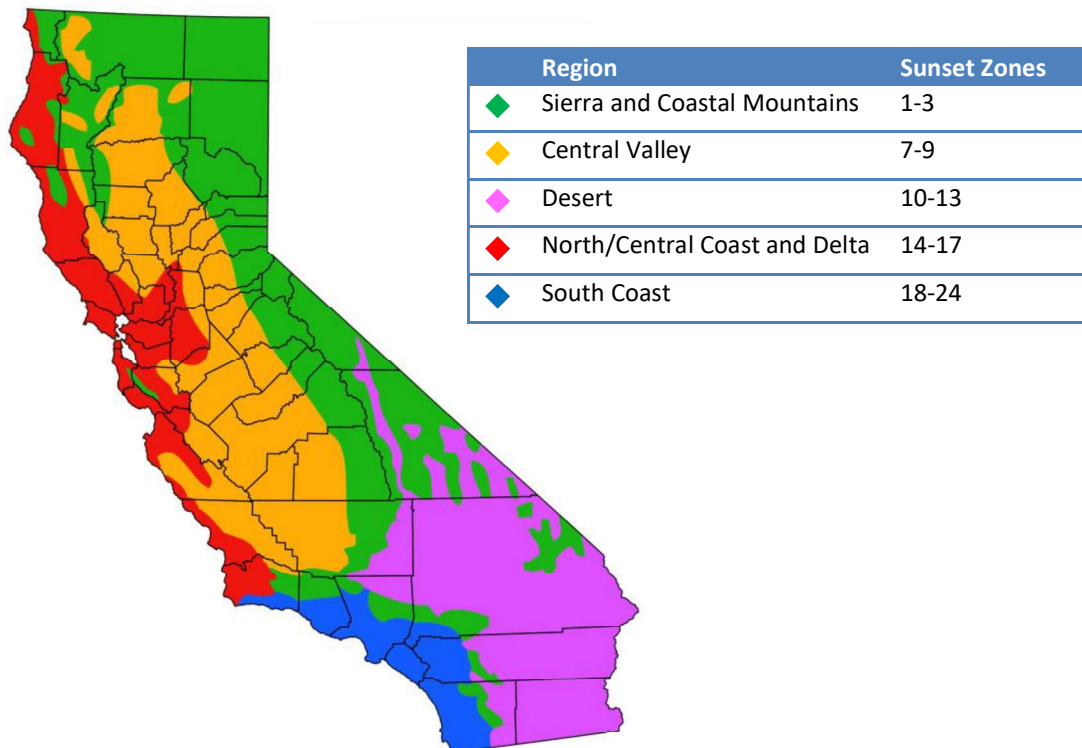 Region Sunset Zones
Sierra and Coastal Mountains 1-3
Central Valley 7-9
Desert 10-13
North/Central Coast and Delta 14-17
South Coast 18-24